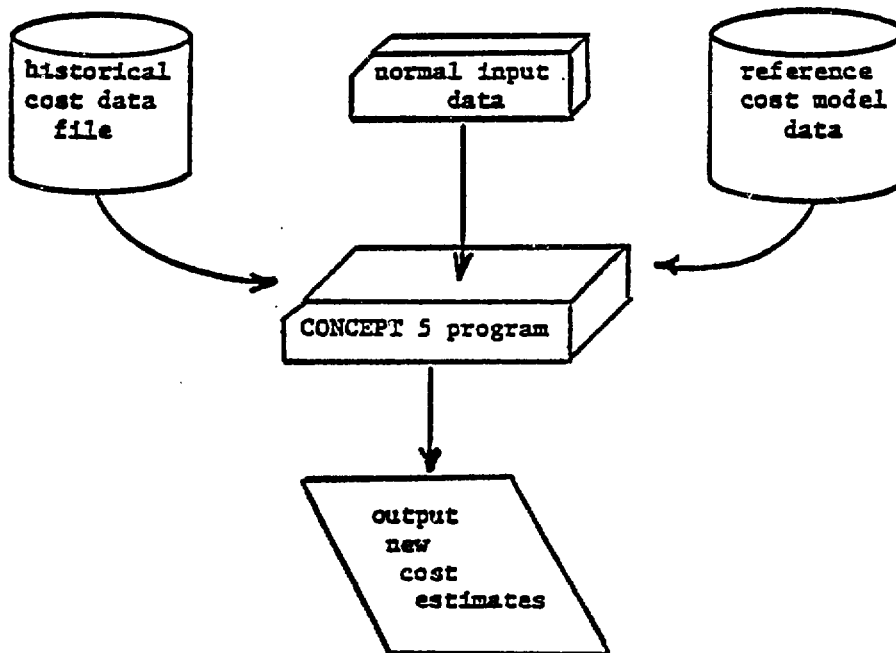 historical
cost data
file
normal input
data
reference
cost model
data
CONCEPT 5 program
output
new
cost
estimates